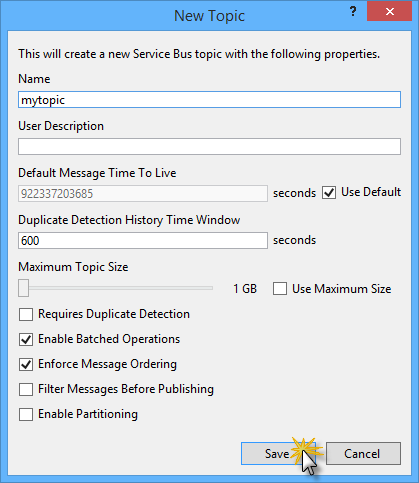 New Topic
?
This will create a new Service Bus topic with the following properties.
Name
mytopic
User Description
Default Message Time To Live
922337203685 seconds Use Default
Duplicate Detection History Time Window
600 seconds
Maximum Topic Size
1 GB Use Maximum Size
Requires Duplicate Detection
Enable Batched Operations
Enforce Message Ordering
Filter Messages Before Publishing
Enable Partitioning
Save Cancel